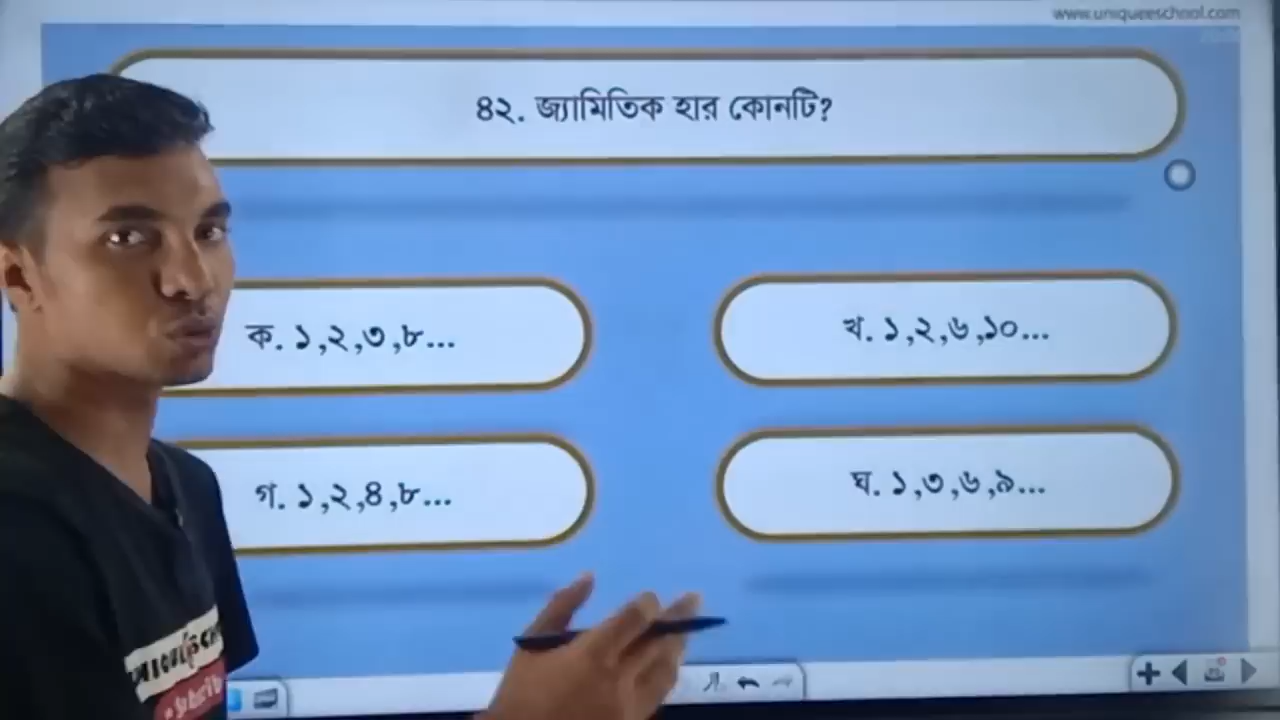 www.uniqueeschool.com
৪২. জ্যামিতিক হার কোনটি?
ক. ১,২,৩,৮...
খ. ১,২,৬,১০...
গ. ১,২,৪,৮...
ঘ. ১,৩,৬,৯...